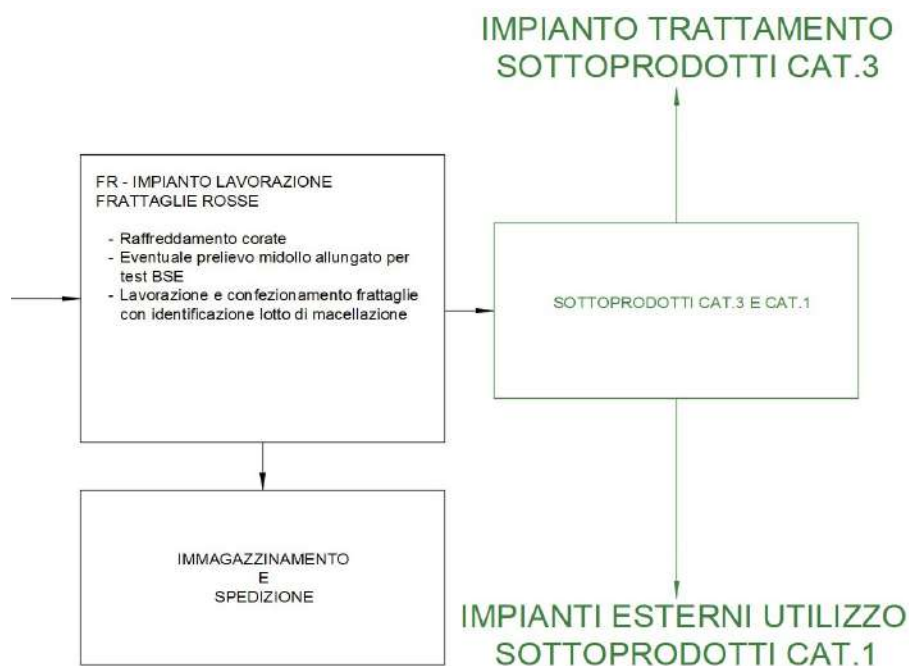 IMPIANTO TRATTAMENTO
SOTTOPRODOTTI CAT.3
FR - IMPIANTO LAVORAZIONE
FRATTAGLIE ROSSE
- Raffreddamento corate
- Eventuale prelievo midollo allungato per
test BSE
- Lavorazione e confezionamento frattaglie
con identificazione lotto di macellazione
SOTTOPRODOTTI CAT.3 E CAT.1
IMMAGAZZINAMENTO
E
SPEDIZIONE
IMPIANTI ESTERNI UTILIZZO
SOTTOPRODOTTI CAT.1